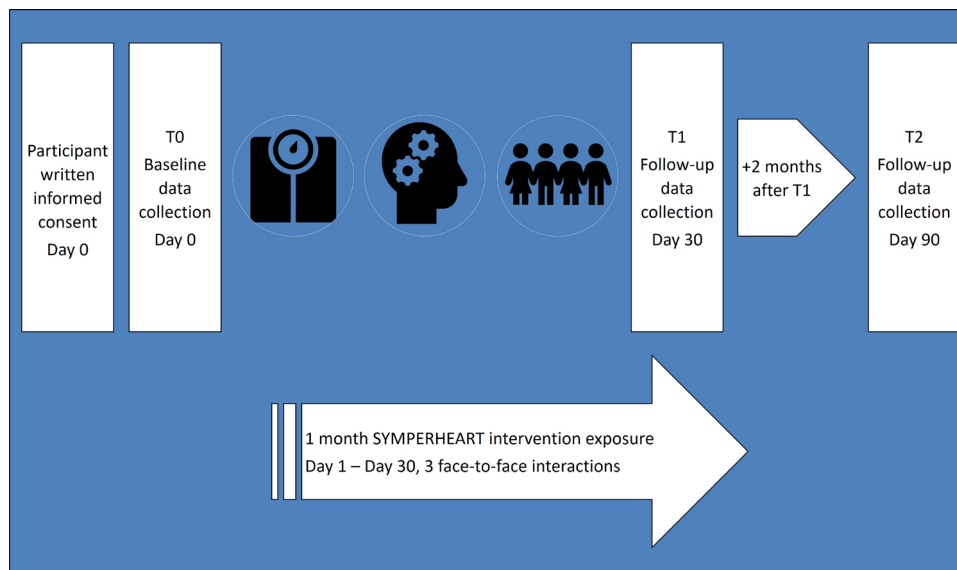 Participant
written
informed
consent
Day 0
T0
Baseline
data
collection
Day 0
T1
Follow-up
data
collection
Day 30
+2 months
after T1
T2
Follow-up
data
collection
Day 90
1 month SYMPERHEART intervention exposure
Day 1 – Day 30, 3 face-to-face interactions